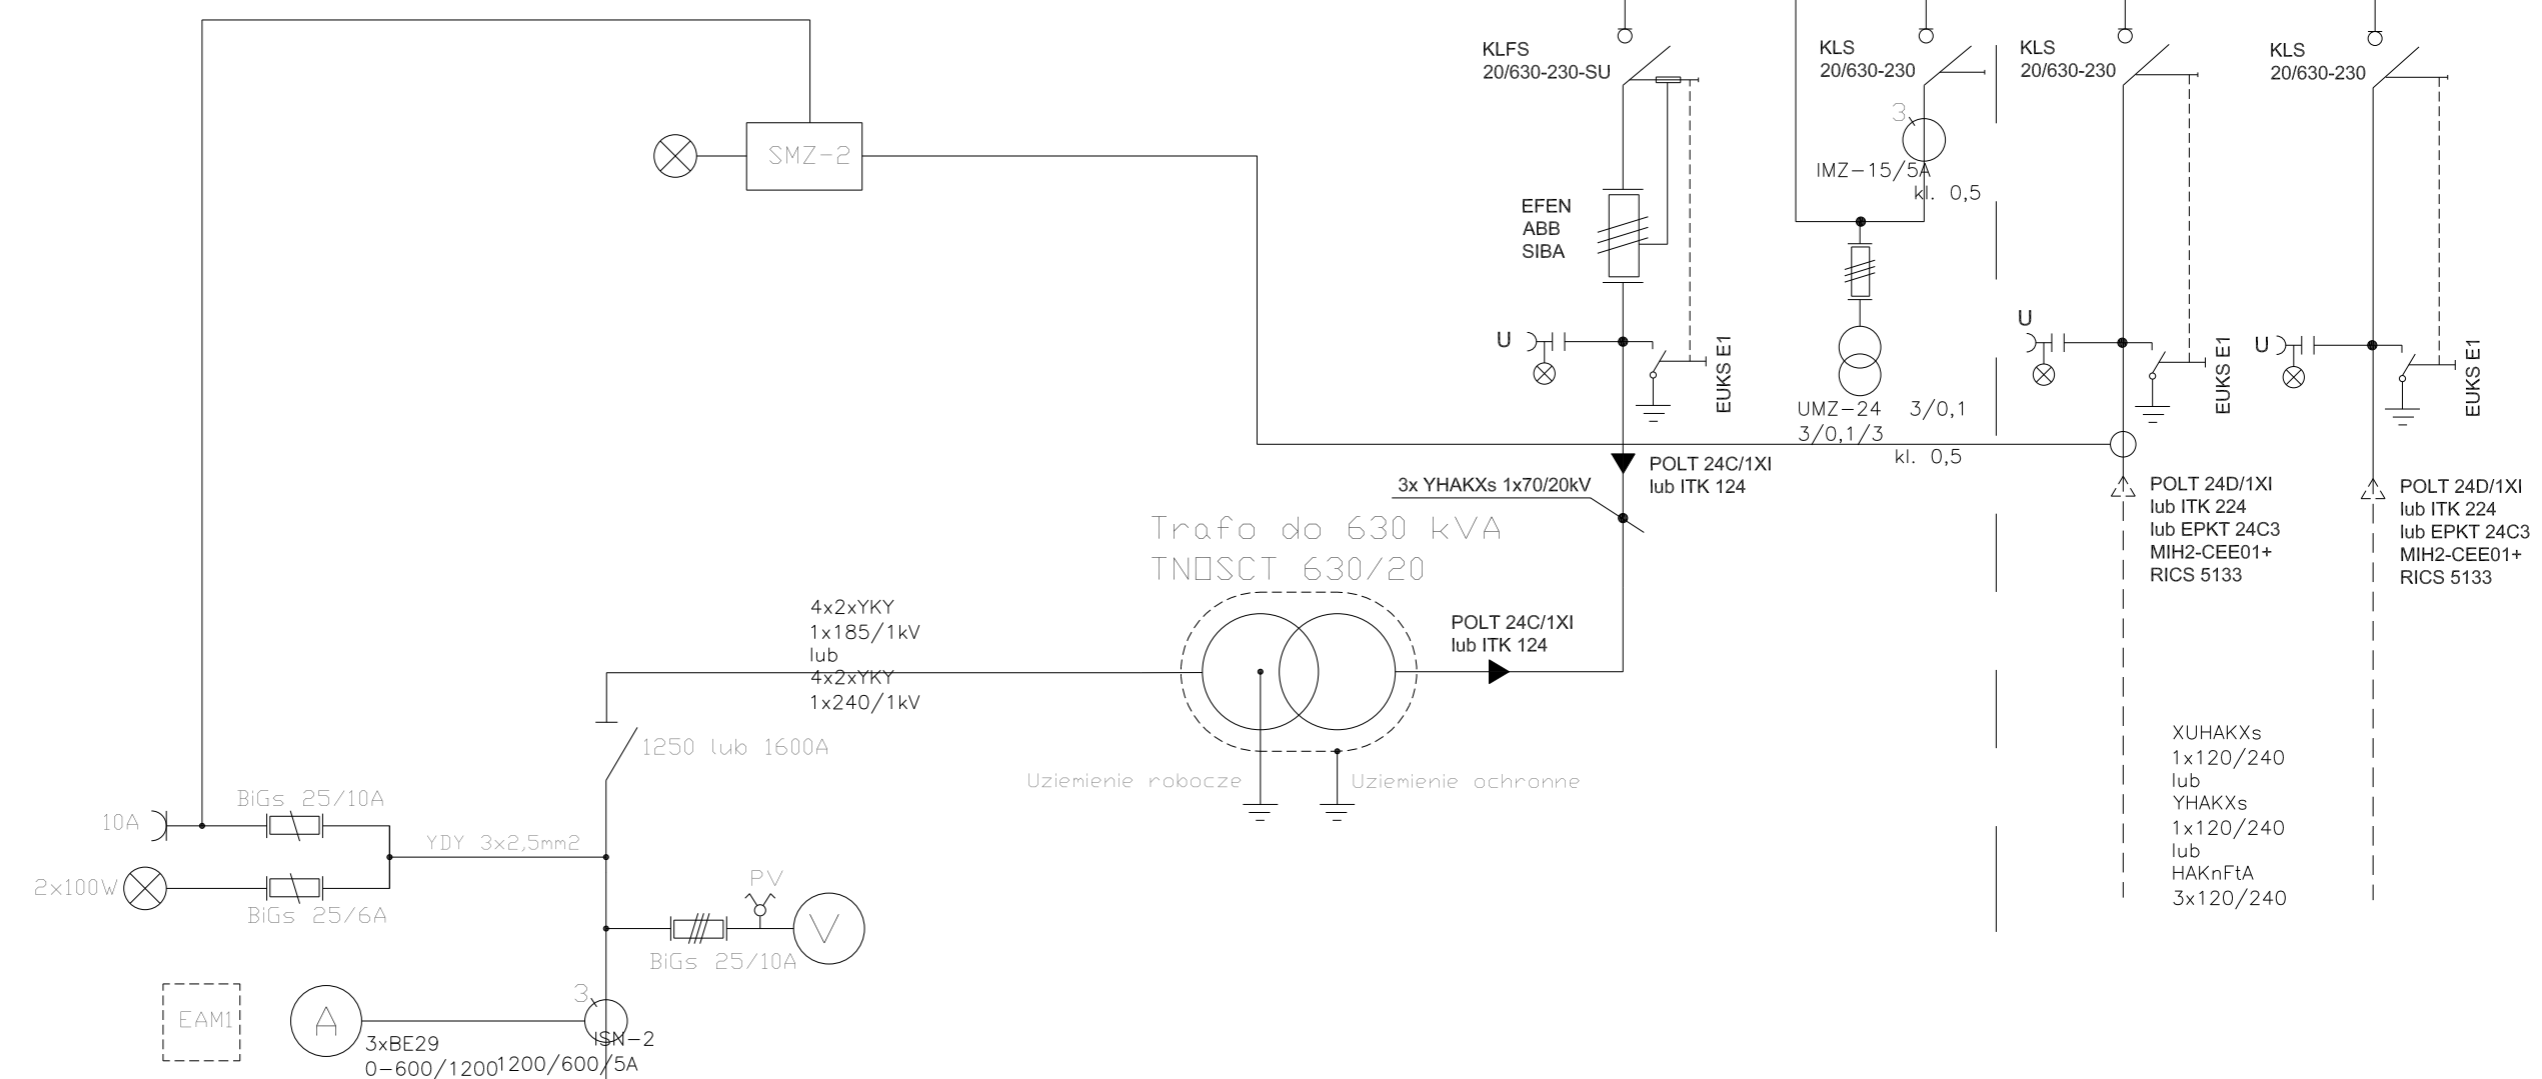 KLFS
20/630-230-SU
KLS
20/630-230
KLS
20/630-230
KLS
20/630-230
3
IMZ-15/5A
kl. 0,5
SMZ-2
EFEN
ABB
SIBA
U
EUKS E1
U
EUKS E1
U
EUKS E1
UMZ-24 3/0,1
3/0,1/3
kl. 0,5
POLT 24C/1XI
lub ITK 124
3x YHAKXs 1x70/20kV
POLT 24D/1XI
lub ITK 224
lub EPKT 24C3
MIH2-CEE01+
RICS 5133
POLT 24D/1XI
lub ITK 224
lub EPKT 24C3
MIH2-CEE01+
RICS 5133
Trafo do 630 kVA
TN□SCT 630/20
4x2xYKY
1x185/1kV
lub
4x2xYKY
1x240/1kV
POLT 24C/1XI
lub ITK 124
1250 lub 1600A
Uziemienie robocze
Uziemienie ochronne
XUHAKXs
1x120/240
lub
YHAKXs
1x120/240
lub
HAKnFtA
3x120/240
BiGs 25/10A
10A
YDY 3x2,5mm2
2x100W
BiGs 25/6A
PV
V
BiGs 25/10A
3
EAM1
A
ISN-2
3xBE29
0-600/1200
1200/600/5A